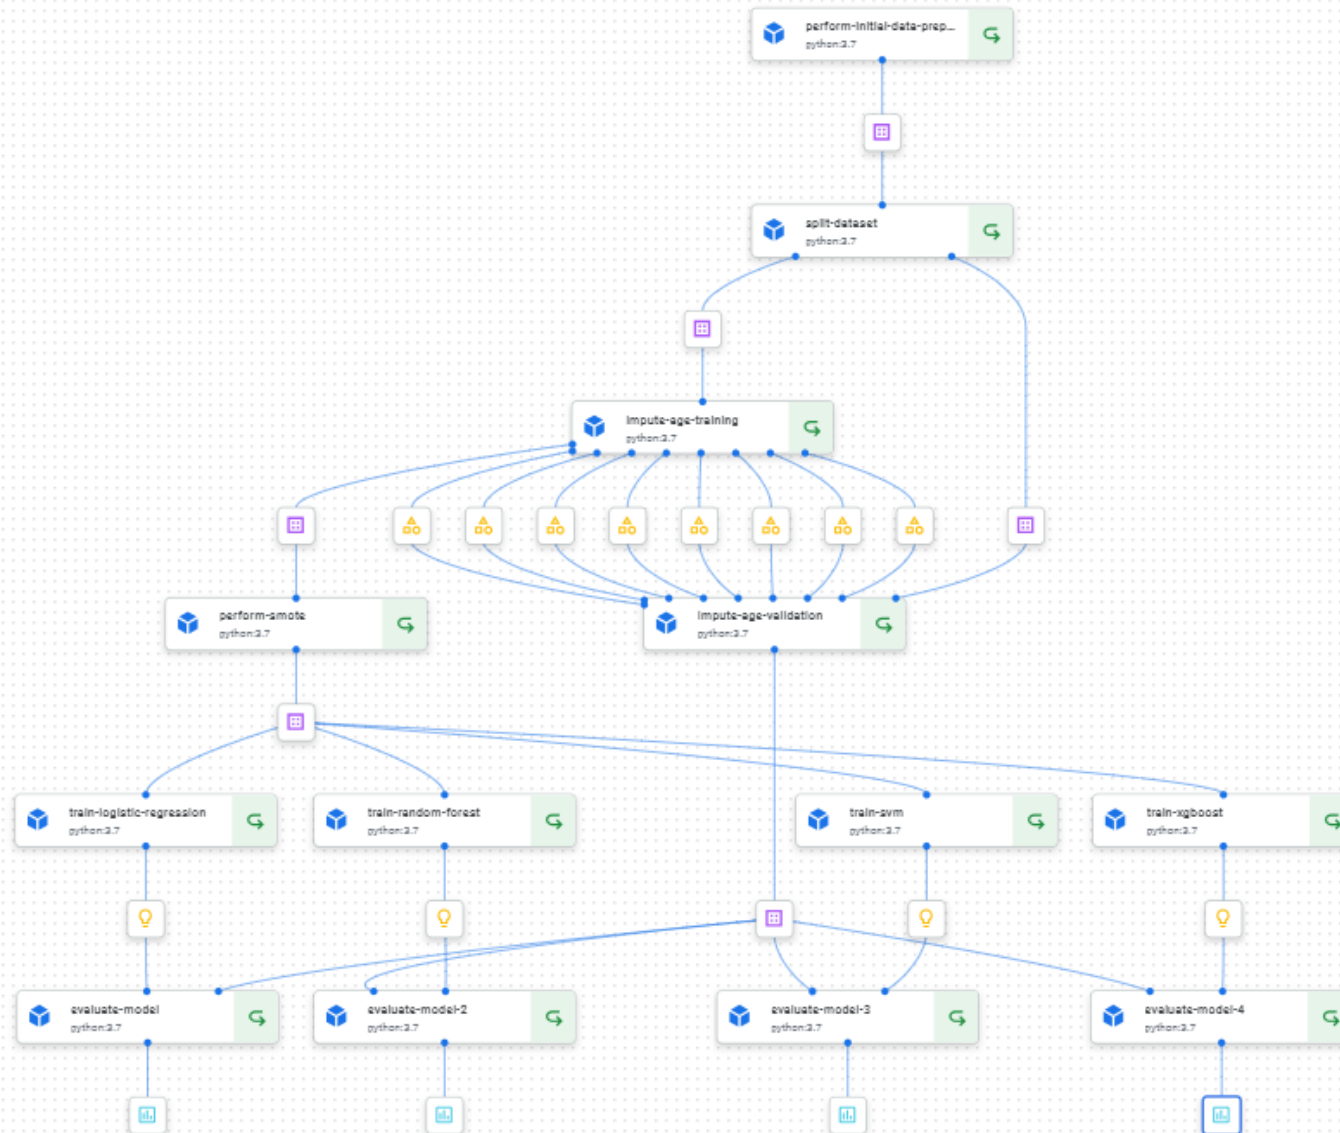 perform-initial-data-prep...
python:3.7
split-dataset
python:3.7
impute-age-training
python:3.7
perform-smote
python:3.7
impute-age-validation
python:3.7
train-logistic-regression
python:3.7
train-random-forest
python:3.7
train-svm
python:3.7
train-xgboost
python:3.7
evaluate-model
python:3.7
evaluate-model-2
python:3.7
evaluate-model-3
python:3.7
evaluate-model-4
python:3.7